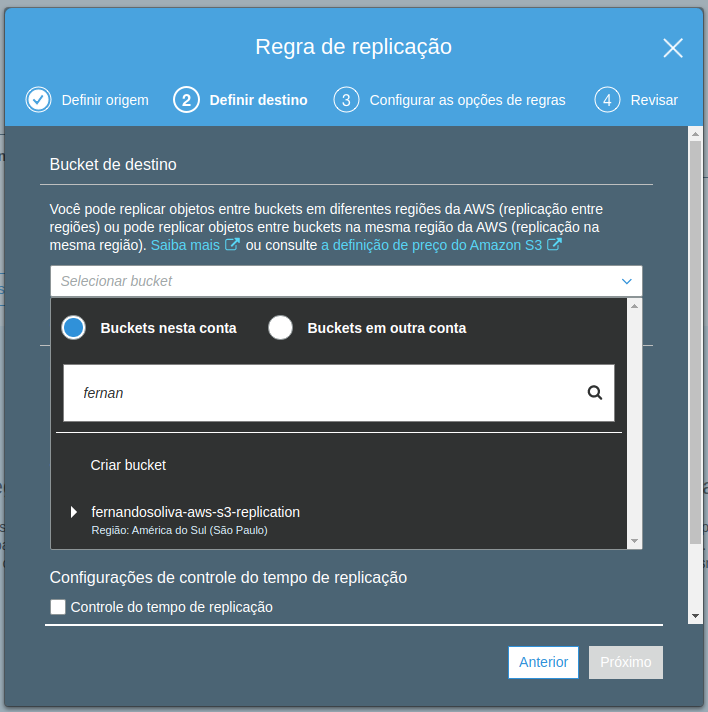 Regra de replicação
Definir origem
2 Definir destino
3 Configurar as opções de regras
4 Revisar
Bucket de destino
Você pode replicar objetos entre buckets em diferentes regiões da AWS (replicação entre
regiões) ou pode replicar objetos entre buckets na mesma região da AWS (replicação na
mesma região). Saiba mais ou consulte a definição de preço do Amazon S3
Selecionar bucket
Buckets nesta conta
Buckets em outra conta
fernan
Criar bucket
fernandosoliva-aws-s3-replication
Região: América do Sul (São Paulo)
Configurações de controle do tempo de replicação
Controle do tempo de replicação
Anterior
Próximo